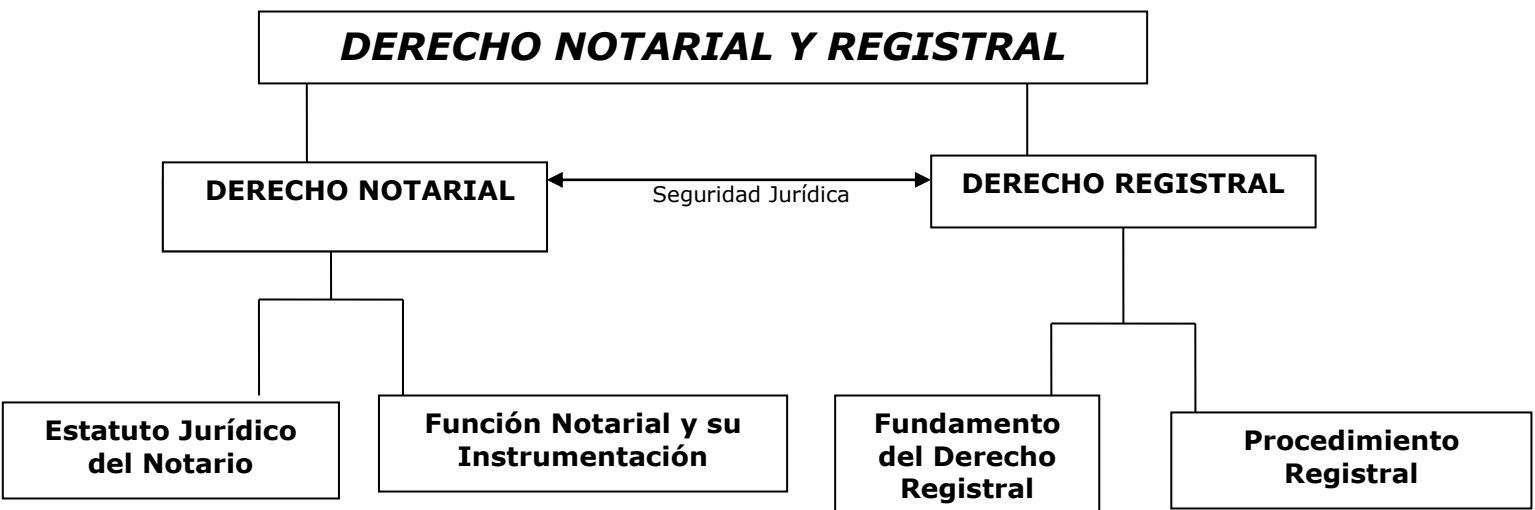 DERECHO NOTARIAL Y REGISTRAL
DERECHO NOTARIAL
Seguridad Jurídica
DERECHO REGISTRAL
Estatuto Jurídico
del Notario
Función Notarial y su
Instrumentación
Fundamento
del Derecho
Registral
Procedimiento
Registral